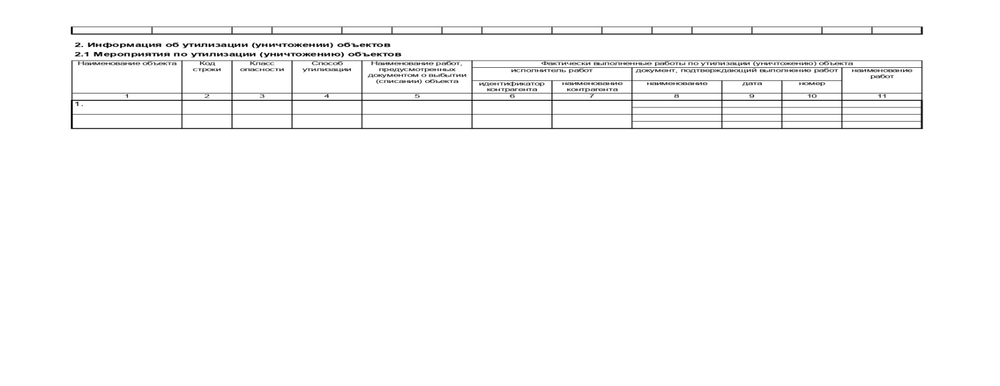 2. Информация об утилизации (уничтожении) объектов
2.1 Мероприятия по утилизации (уничтожению) объектов
Наименование объекта
Код
строки
Класс
опасности
Способ
утилизации
Наименование работ,
предусмотренных
документом о выбытии
(списании) объекта
Фактически выполненные работы по утилизации (уничтожению) объекта
исполнитель работ
документ, подтверждающий выполнение работ
наименование
работ
идентификатор
контрагента
наименование
контрагента
наименование
дата
номер
1 2 3 4 5 6 7 8 9 10 11
1.